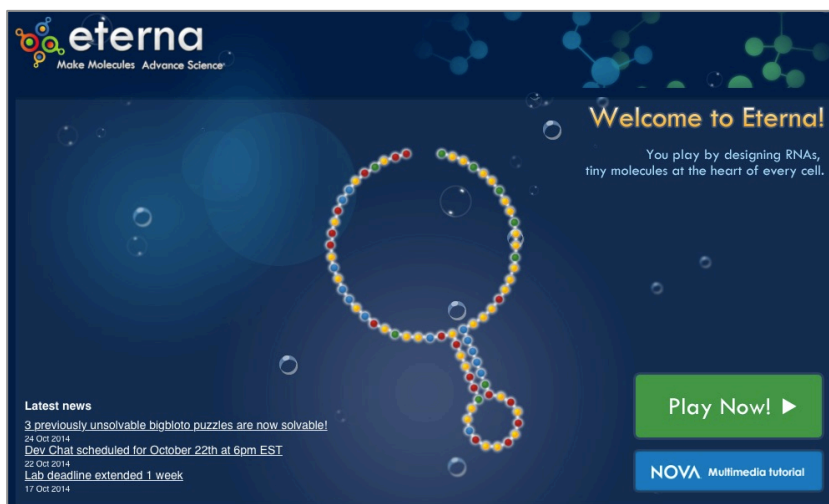 eterna
Make Molecules Advance Science
Welcome to Eterna!
You play by designing RNAs,
tiny molecules at the heart of every cell.
Latest news
3 previously unsolvable bigbloto puzzles are now solvable!
24 Oct 2014
Dev Chat scheduled for October 22th at 6pm EST
22 Oct 2014
Lab deadline extended 1 week
17 Oct 2014
Play Now!
NOVA Multimedia tutorial